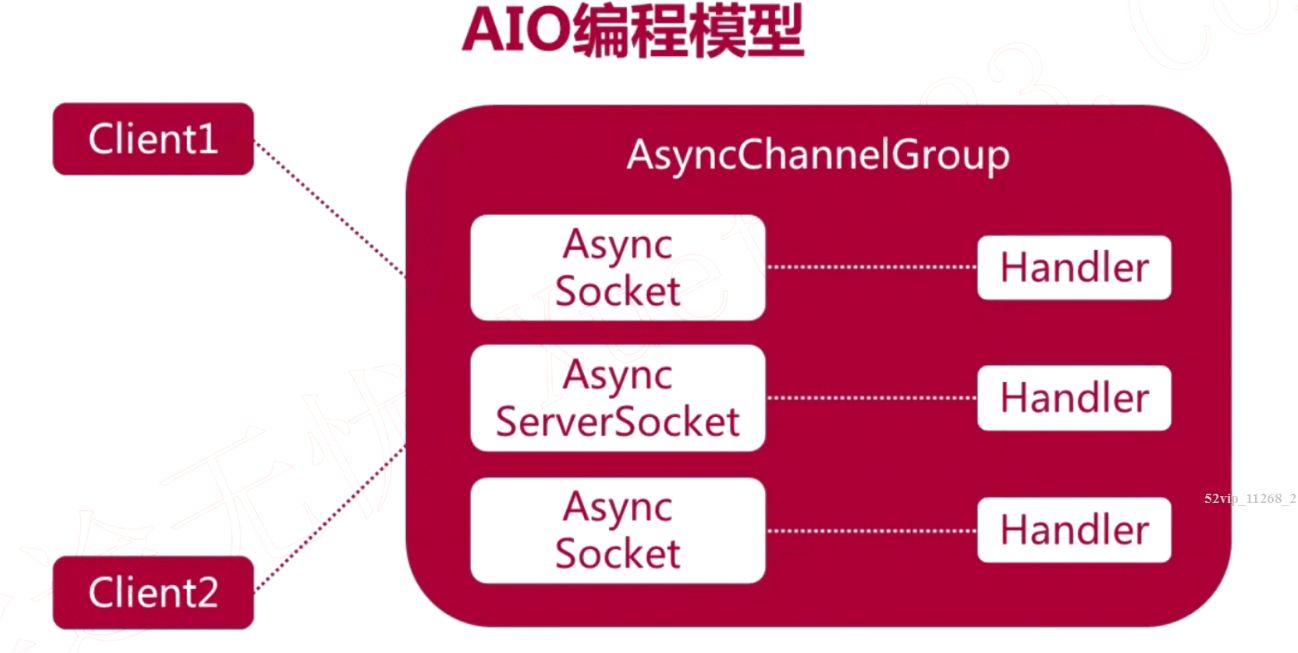 AIO编程模型
Client1
AsyncChannelGroup
Async
Socket
Handler
Async
ServerSocket
Handler
Async
Socket
Handler
52vip_11268_2
Client2